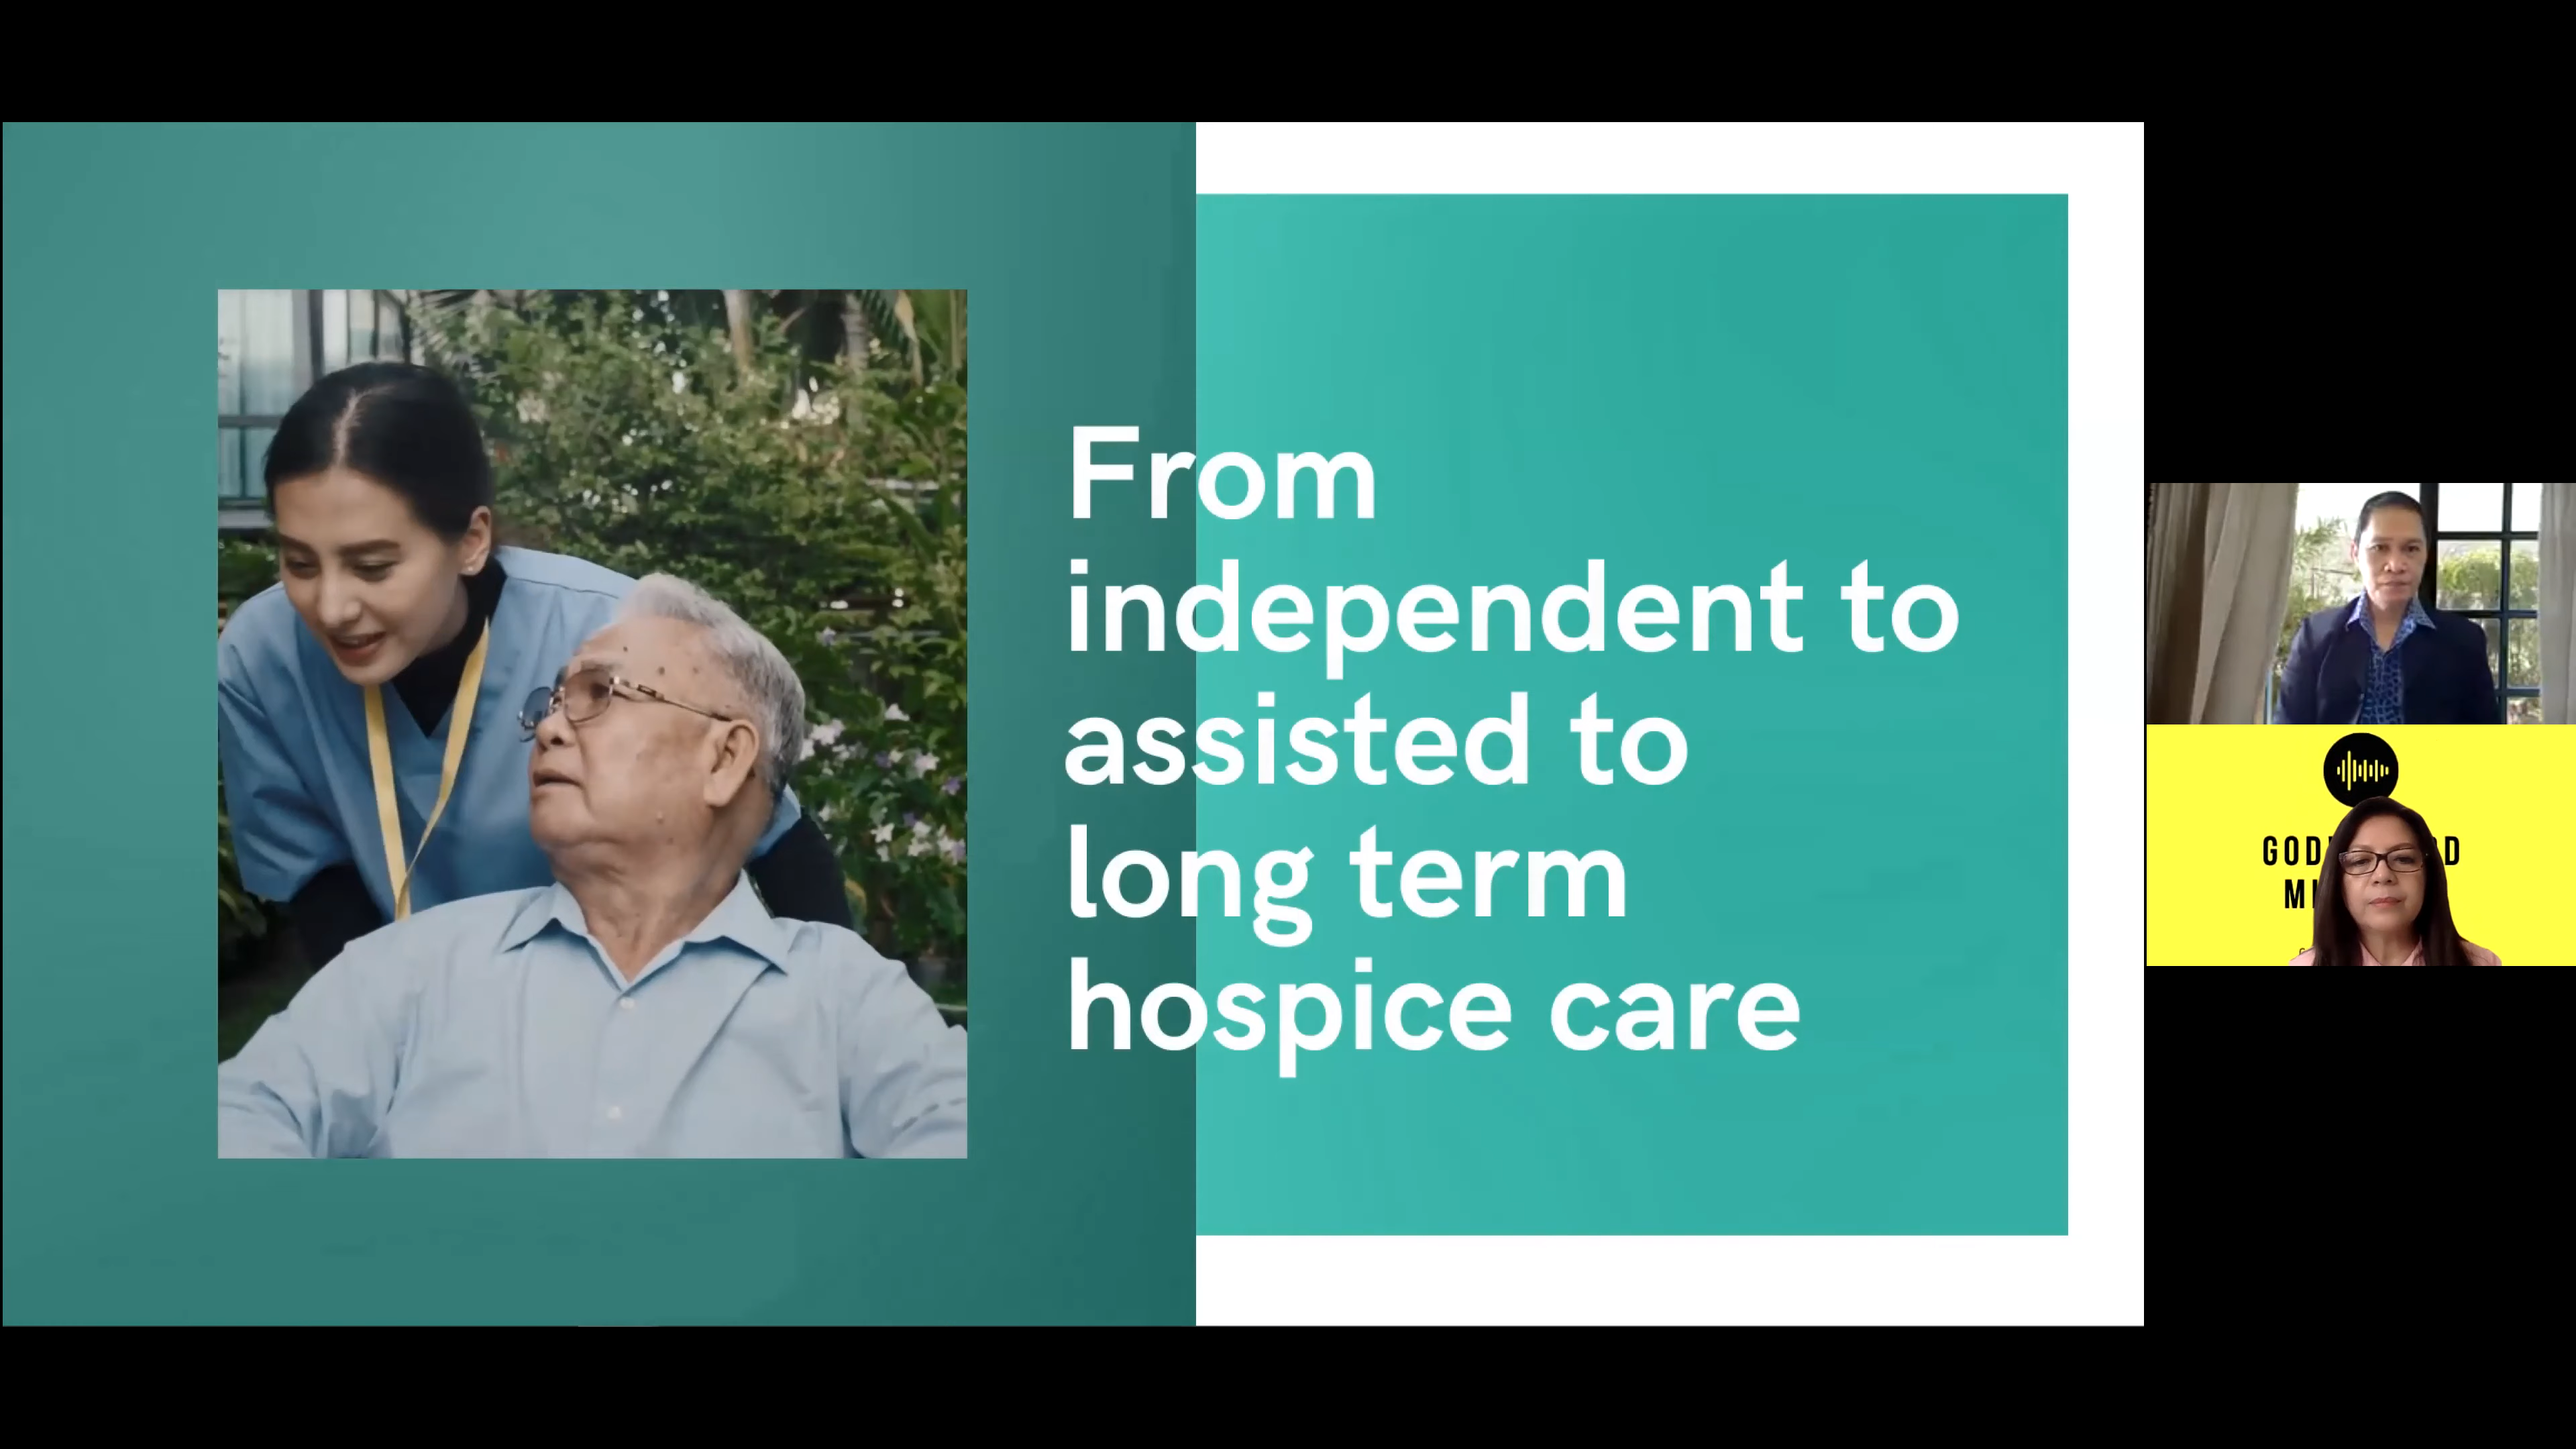 From
independent to
assisted to
long term
hospice care